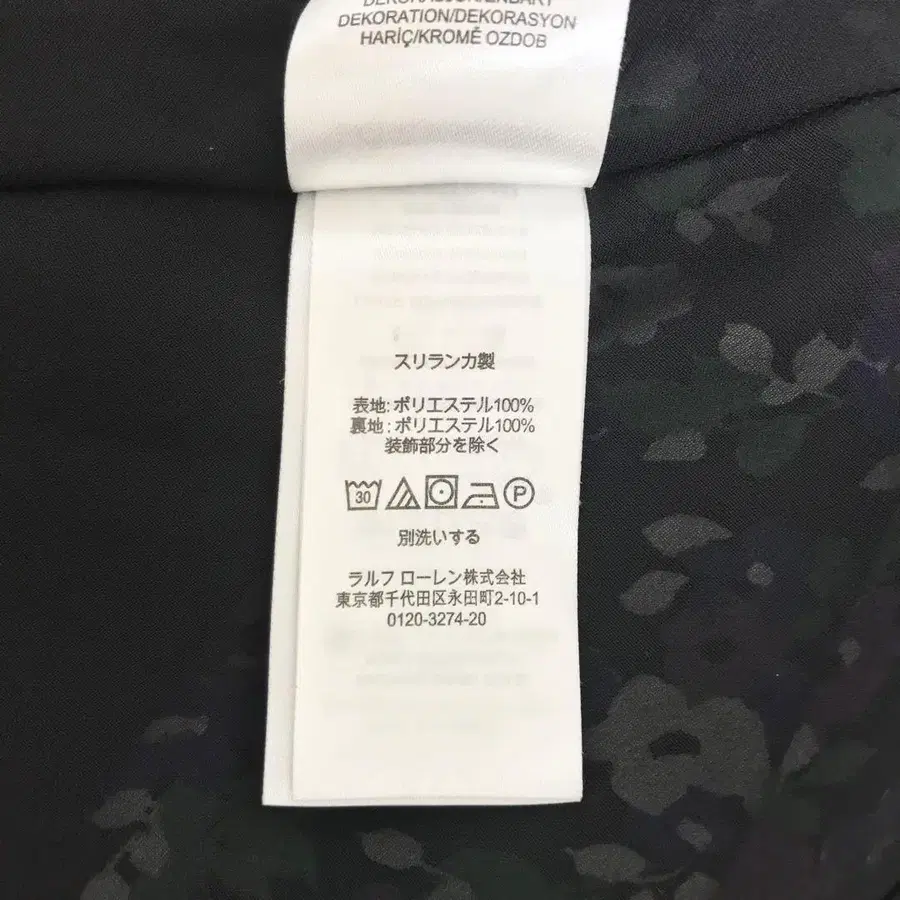 DEKORATION/DEKORASYON
HARİÇ/KROMĚ OZDOB
スリランカ製
表地: ポリエステル100%
裏地: ポリエステル100%
装飾部分を除く
30 P
別洗いする
ラルフ ローレン株式会社
東京都千代田区永田町2-10-1
0120-3274-20